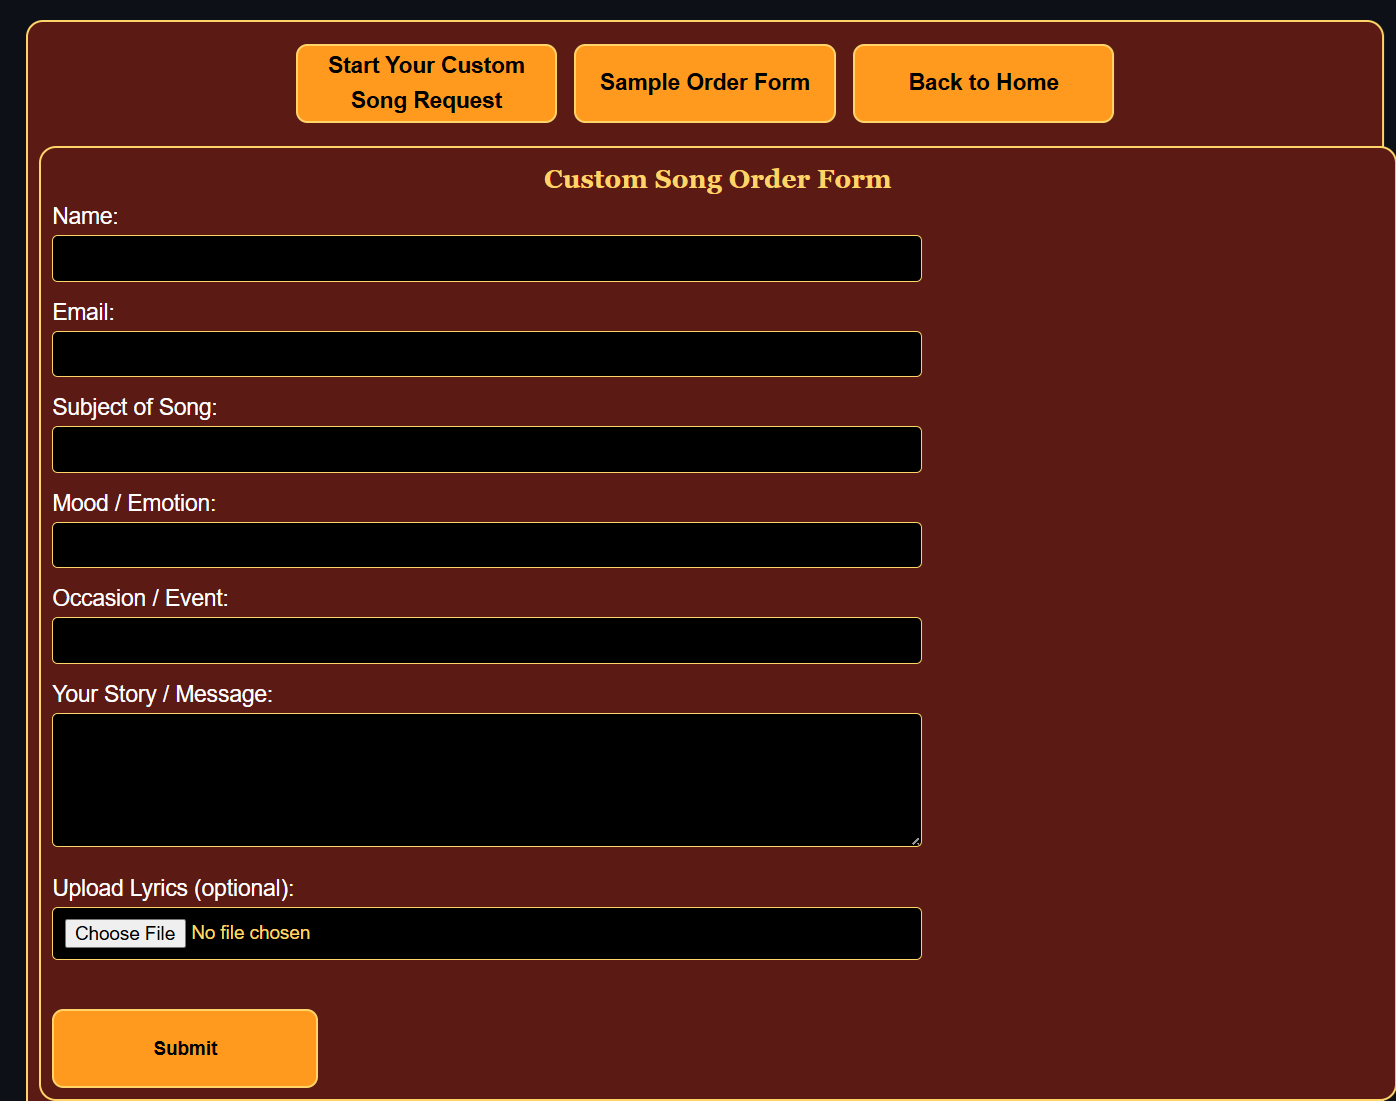 Start Your Custom
Song Request
Sample Order Form
Back to Home
Custom Song Order Form
Name:
Email:
Subject of Song:
Mood / Emotion:
Occasion / Event:
Your Story / Message:
Upload Lyrics (optional):
Choose File No file chosen
Submit